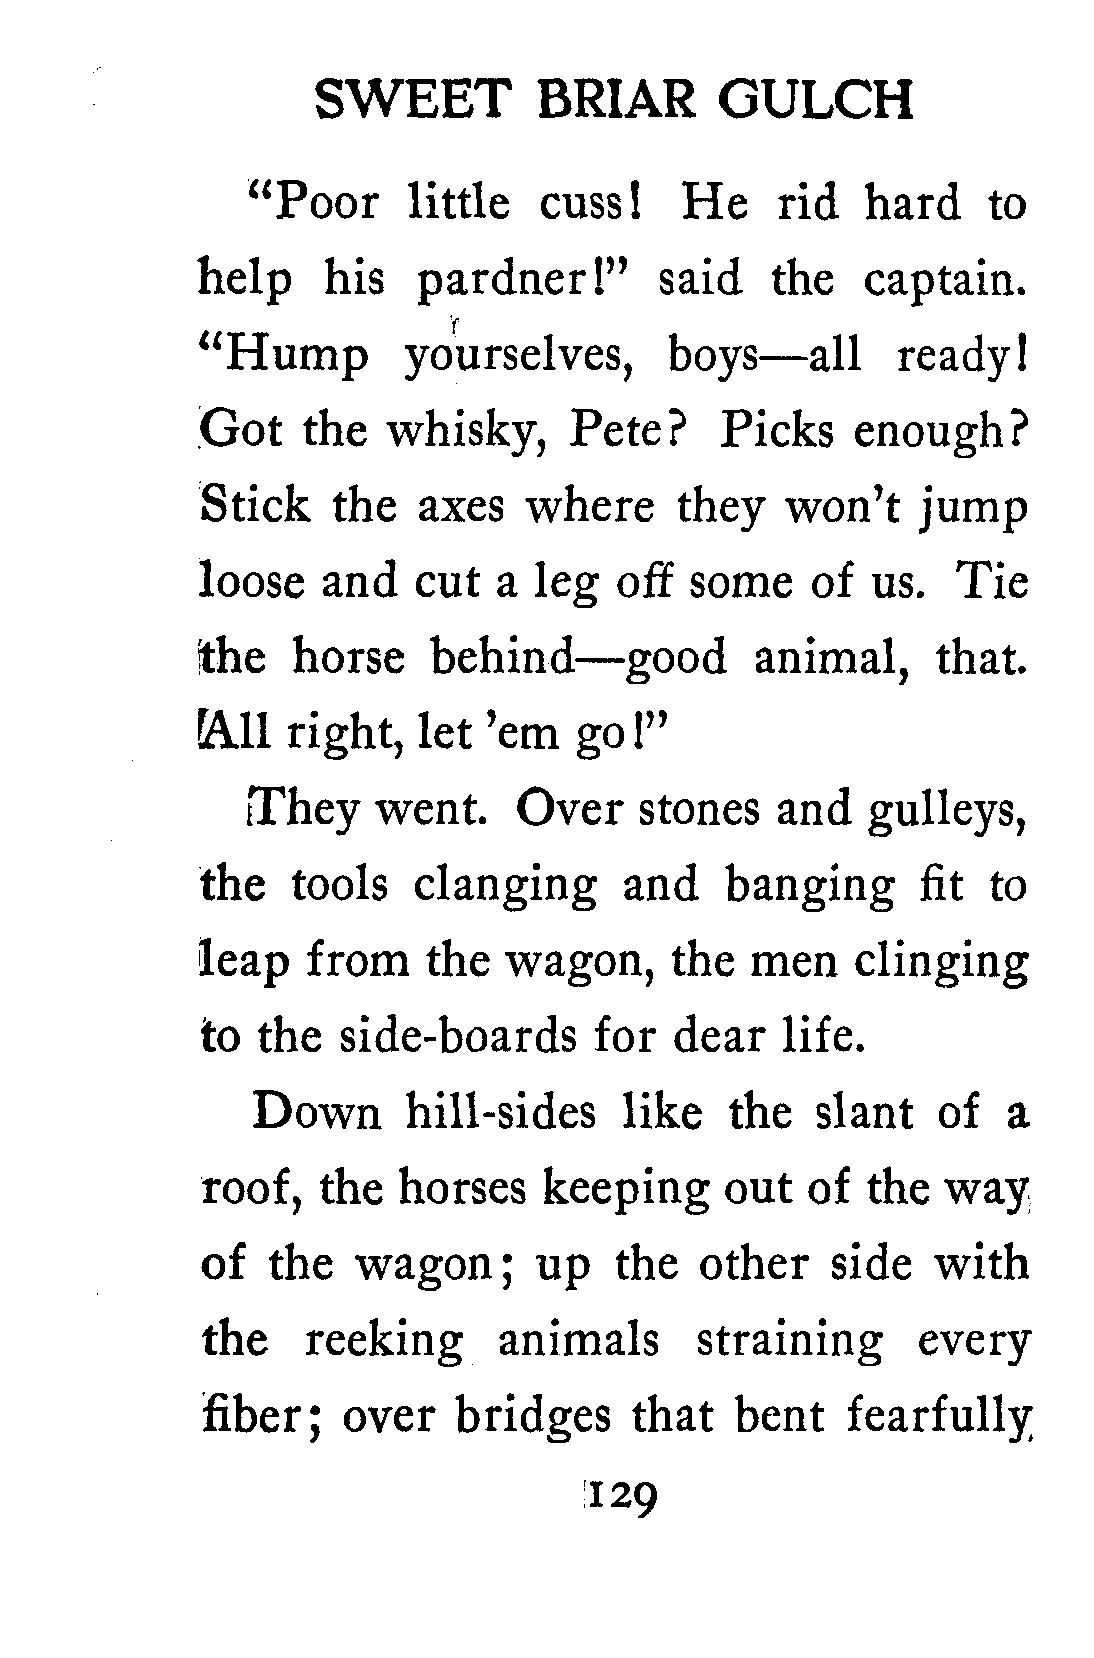 SWEET BRIAR GULCH
“Poor little cuss! He rid hard to
help his pardner!” said the captain.
“Hump yourselves, boys—all ready!
Got the whisky, Pete? Picks enough?
Stick the axes where they won’t jump
loose and cut a leg off some of us. Tie
the horse behind—good animal, that.
All right, let ’em go!”
They went. Over stones and gulleys,
the tools clanging and banging fit to
leap from the wagon, the men clinging
to the side-boards for dear life.
Down hill-sides like the slant of a
roof, the horses keeping out of the way
of the wagon; up the other side with
the reeking animals straining every
fiber; over bridges that bent fearfully
129